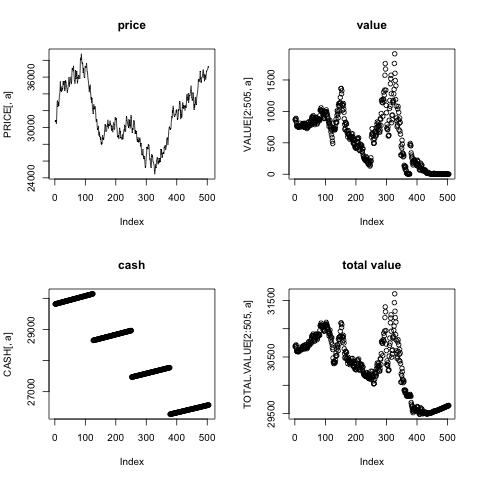 price
PRICE[, a]
24000 30000 36000
0 100 200 300 400 500
Index
value
VALUE[2:505, a]
0 500 1000 1500
0 100 200 300 400 500
Index
cash
CASH[, a]
27000 29000
0 100 200 300 400 500
Index
total value
TOTAL.VALUE[2:505, a]
29500 30500 31500
0 100 200 300 400 500
Index